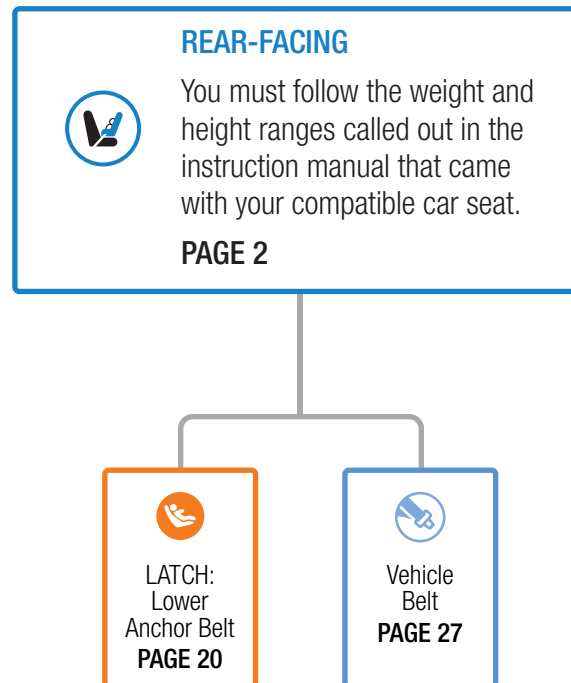 REAR-FACING
You must follow the weight and
height ranges called out in the
instruction manual that came
with your compatible car seat.
PAGE 2
LATCH:
Lower
Anchor Belt
PAGE 20
Vehicle
Belt
PAGE 27